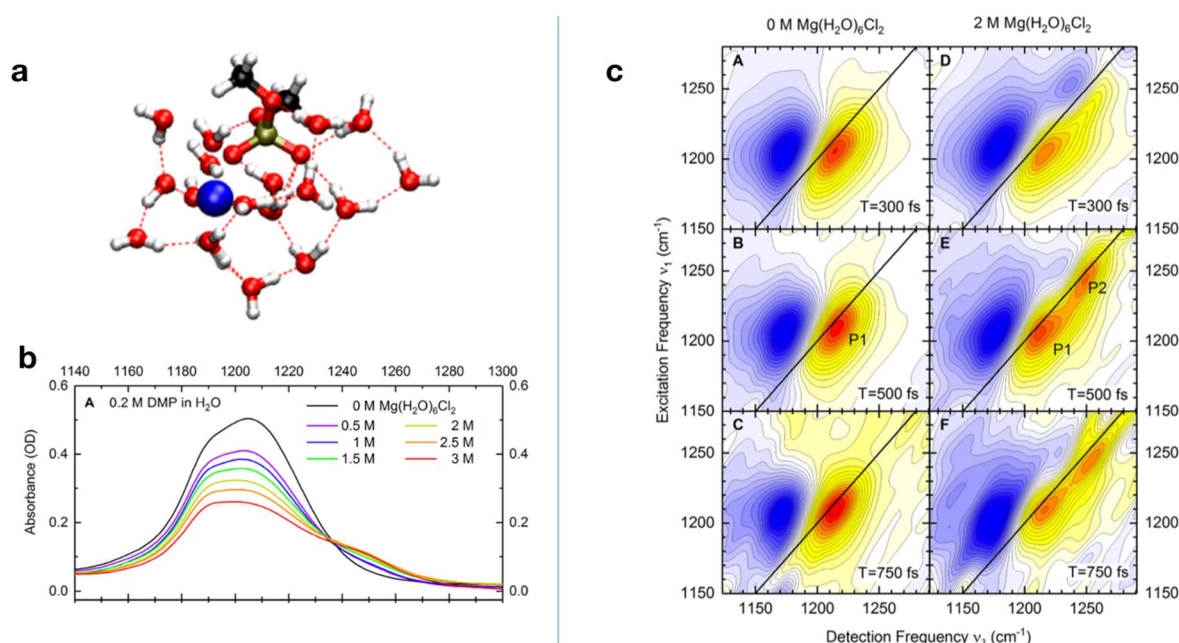 a
b
1140 1160 1180 1200 1220 1240 1260 1280 1300
A 0.2 M DMP in H₂O
0 M Mg(H₂O)₆Cl₂
0.5 M 2 M
1 M 2.5 M
1.5 M 3 M
Absorbance (OD)
0.6 0.6
0.4 0.4
0.2 0.2
0.0 0.0
c
0 M Mg(H₂O)₆Cl₂ 2 M Mg(H₂O)₆Cl₂
Excitation Frequency ν₁ (cm⁻¹)
A D
1250 1250
1200 1200
T=300 fs T=300 fs
1150 1150
B E
1250 P2 1250
P1 P1
1200 1200
T=500 fs T=500 fs
1150 1150
C F
1250 1250
1200 1200
T=750 fs T=750 fs
1150 1150
1150 1200 1250 1150 1200 1250
Detection Frequency ν₃ (cm⁻¹)